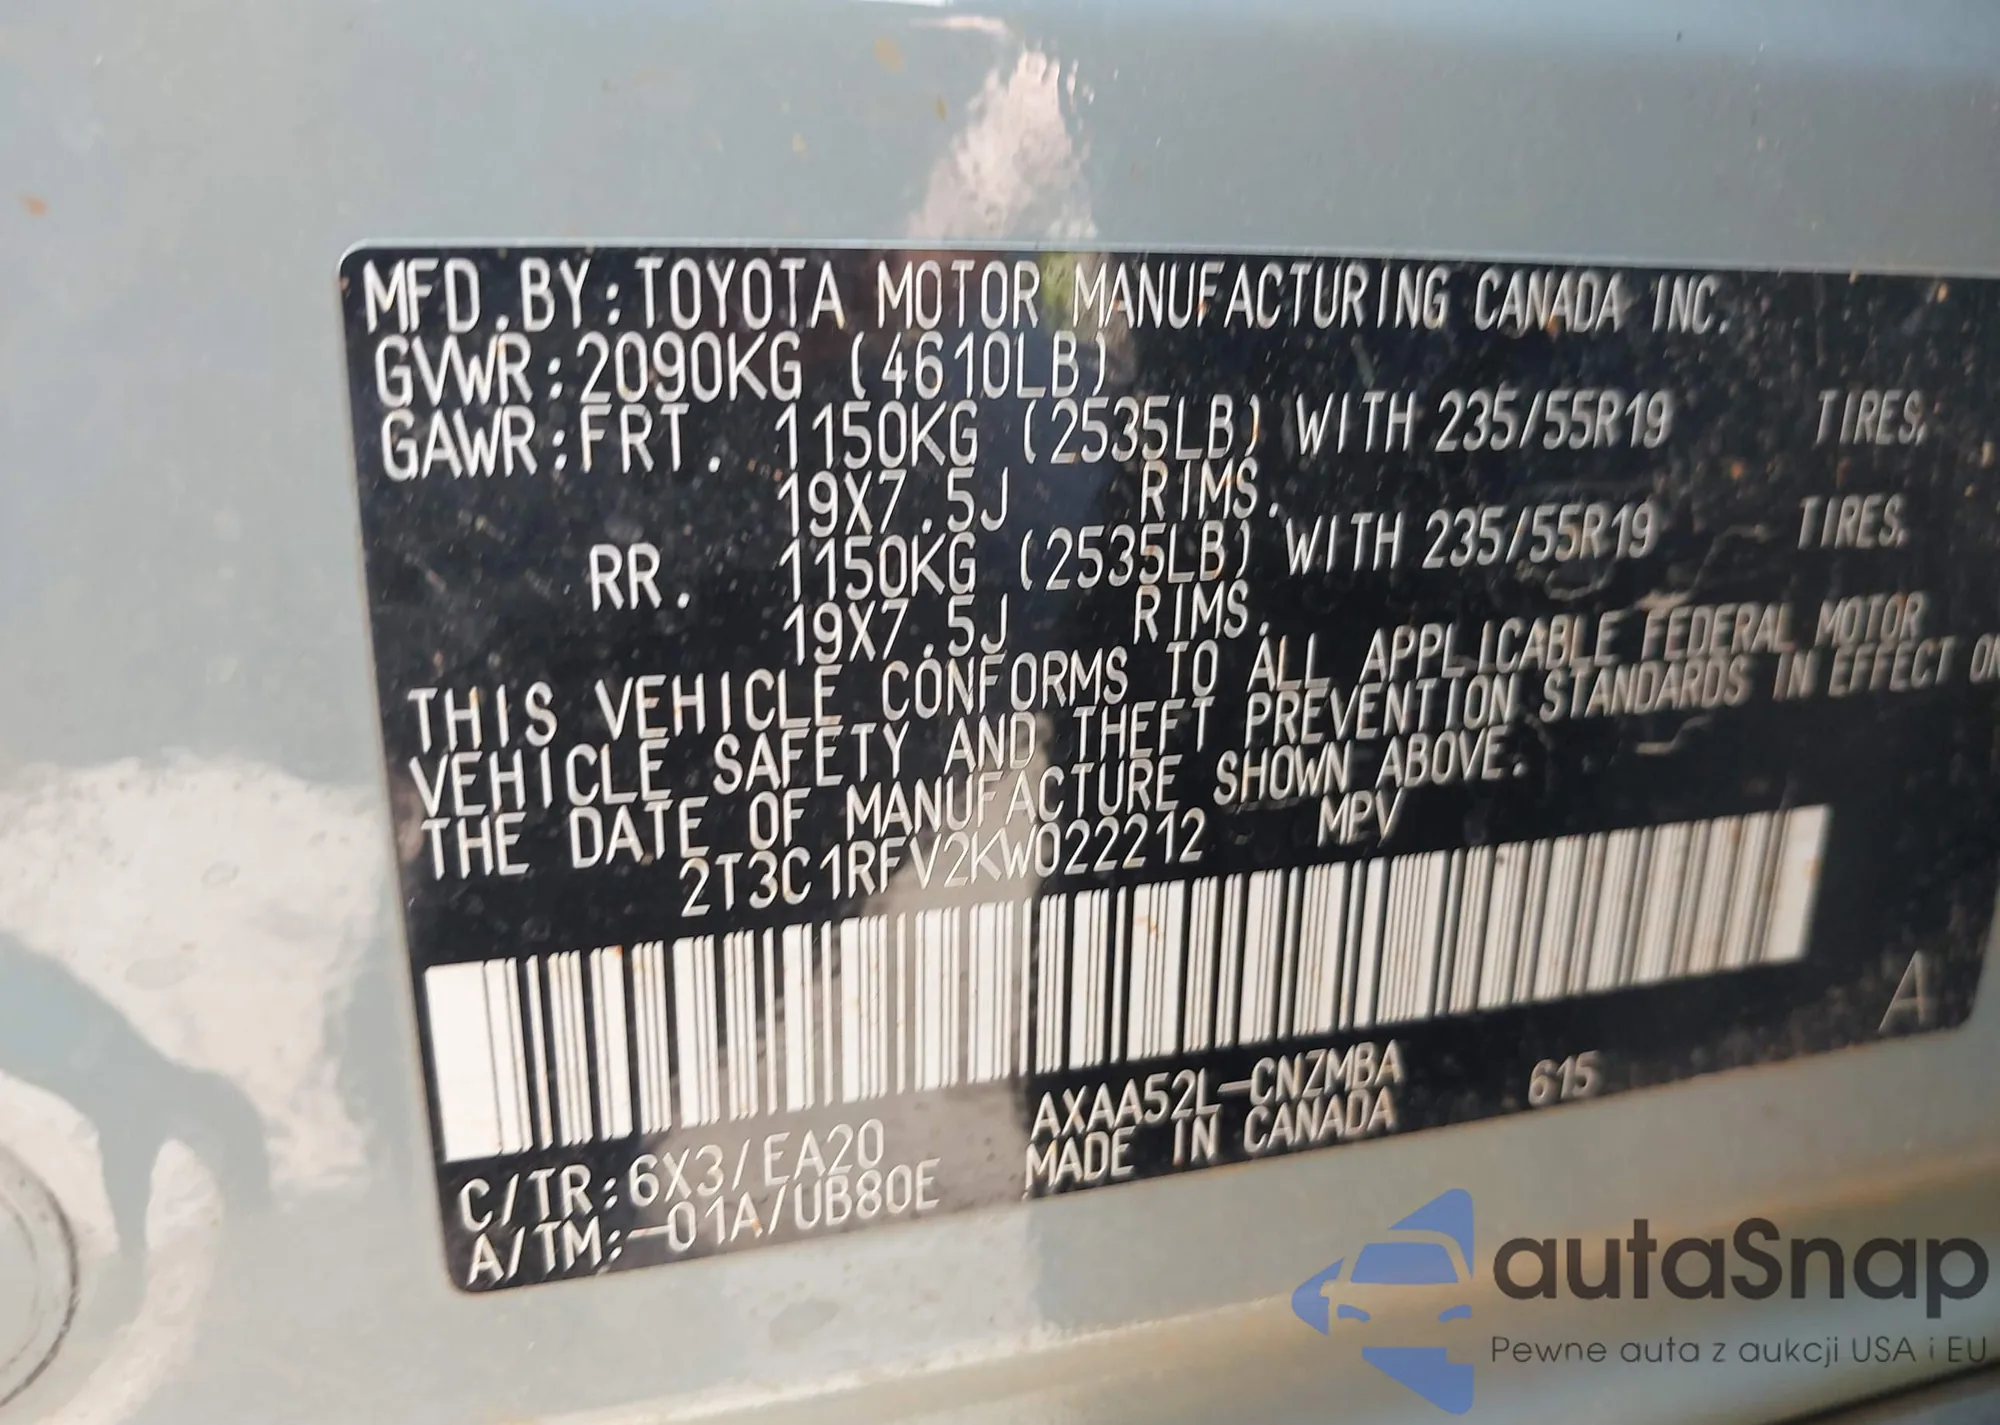 MFD.BY:TOYOTA MOTOR MANUFACTURING CANADA INC.
GVWR:2090KG (4610LB)
GAWR:FRT. 1150KG (2535LB) WITH 235/55R19 TIRES,
19X7.5J RIMS.
RR. 1150KG (2535LB) WITH 235/55R19 TIRES.
19X7.5J RIMS.
THIS VEHICLE CONFORMS TO ALL APPLICABLE FEDERAL MOTOR
VEHICLE SAFETY AND THEFT PREVENTION STANDARDS IN EFFECT ON
THE DATE OF MANUFACTURE SHOWN ABOVE.
2T3C1RFV2KW022212 MPV
A
C/TR:6X3/EA20 AXAA52L-CNZMBA 615
A/TM:-01A/UB80E MADE IN CANADA
autaSnap
Pewne auta z aukcji USA i EU